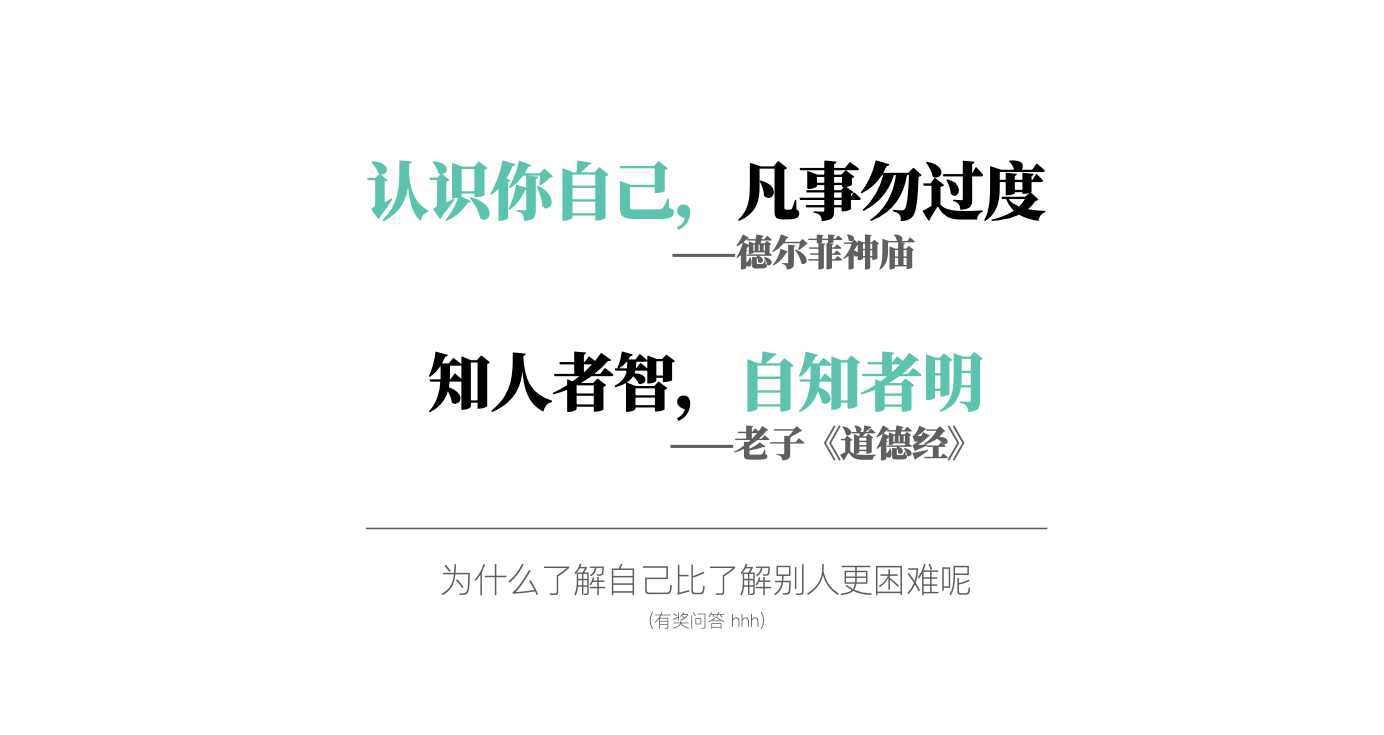 认识你自己，凡事勿过度
——德尔菲神庙
知人者智，自知者明
——老子《道德经》
为什么了解自己比了解别人更困难呢
（有奖问答 hhh）